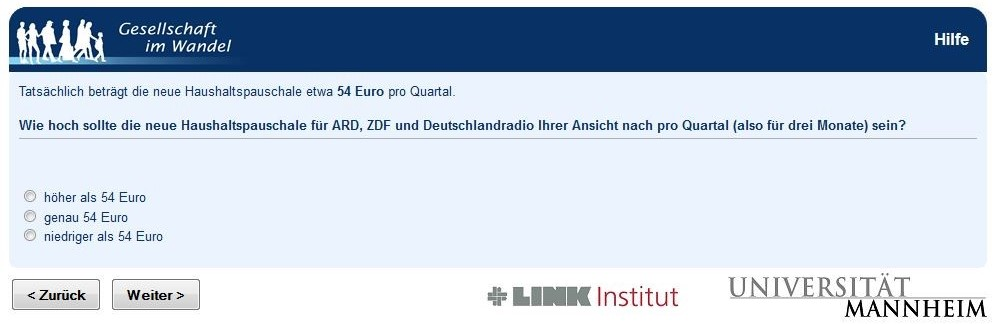 Gesellschaft
im Wandel
Hilfe
Tatsächlich beträgt die neue Haushaltspauschale etwa 54 Euro pro Quartal.
Wie hoch sollte die neue Haushaltspauschale für ARD, ZDF und Deutschlandradio Ihrer Ansicht nach pro Quartal (also für drei Monate) sein?
höher als 54 Euro
genau 54 Euro
niedriger als 54 Euro
< Zurück
Weiter >
LINK Institut
UNIVERSITÄT
MANNHEIM